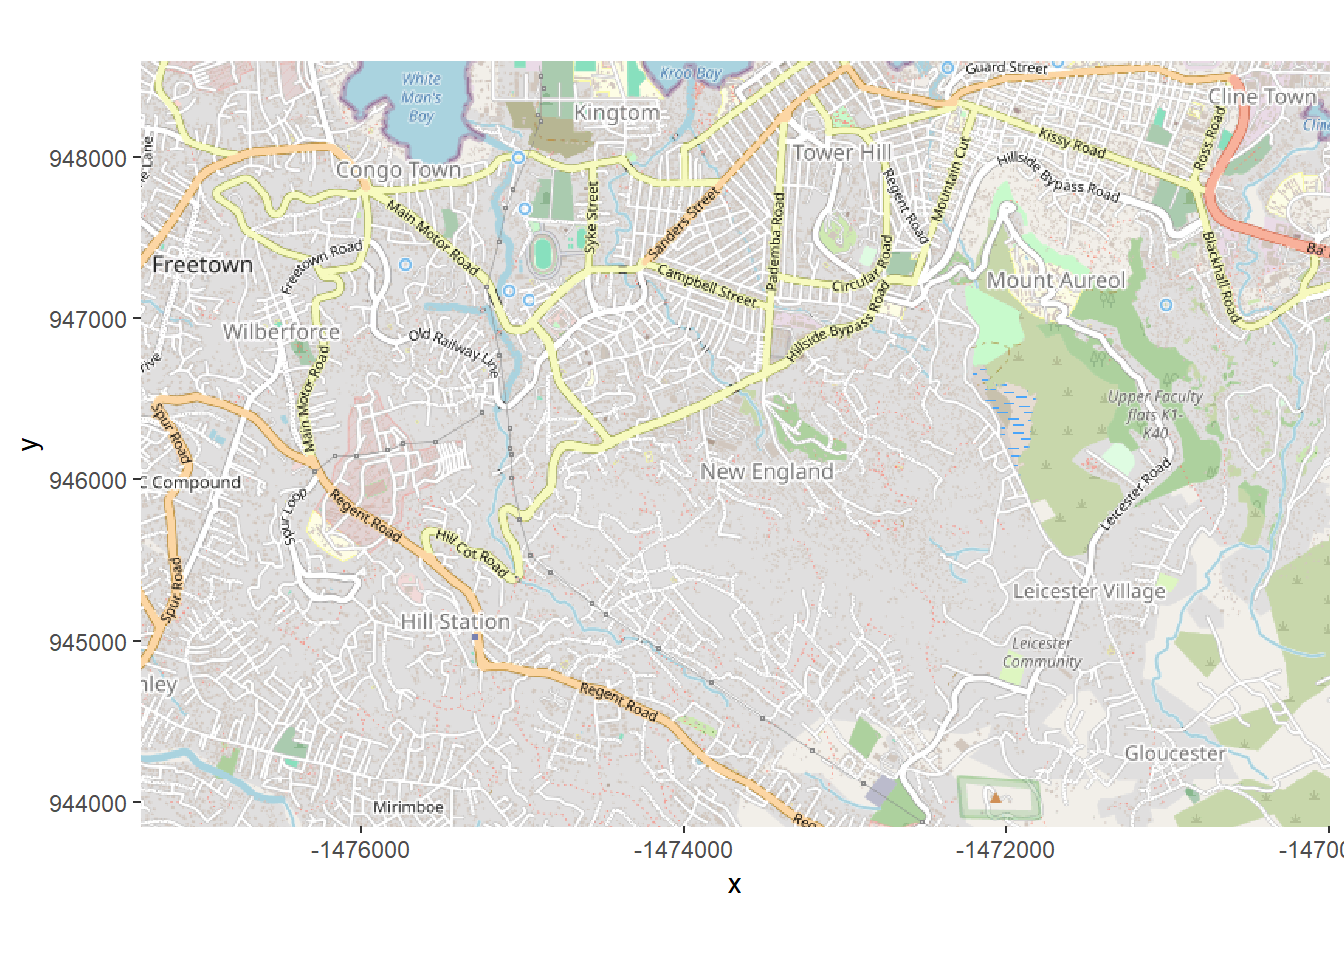 White
Man's
Bay
Kroo Bay
Guard Street
Cline Town
Kingtom
Kissy Road
Ross Road
948000
Congo Town
Tower Hill
Regent Road
Mountain Cut
Hillside Bypass Road
Main Motor Road
Syke Street
Sanders Street
Pademba Road
Freetown
Freetown Road
Campbell Street
Circular Road
Mount Aureol
Blackhall Road
947000
Wilberforce
Old Railway Line
Hillside Bypass Road
Main Motor Road
Upper Faculty
flats K1-
K40
Spur Road
y
946000
C Compound
New England
Leicester Road
Spur Loop
Regent Road
Hill Cot Road
Spur Road
Leicester Village
945000
Hill Station
Leicester
Community
Regent Road
Gloucester
944000
Mirimboe
-1476000
-1474000
-1472000
x